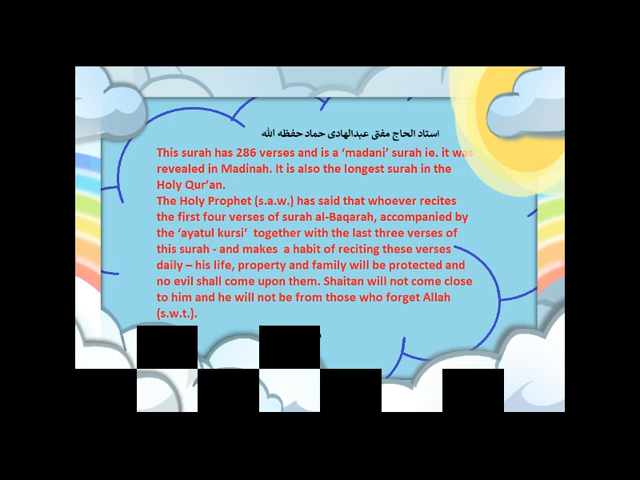 استاد الحاج مفتی عبدالهادی حماد حفظه الله
This surah has 286 verses and is a ‘madani’ surah ie. it was
revealed in Madinah. It is also the longest surah in the
Holy Qur’an.
The Holy Prophet (s.a.w.) has said that whoever recites
the first four verses of surah al-Baqarah, accompanied by
the ‘ayatul kursi’ together with the last three verses of
this surah - and makes a habit of reciting these verses
daily – his life, property and family will be protected and
no evil shall come upon them. Shaitan will not come close
to him and he will not be from those who forget Allah
(s.w.t.).